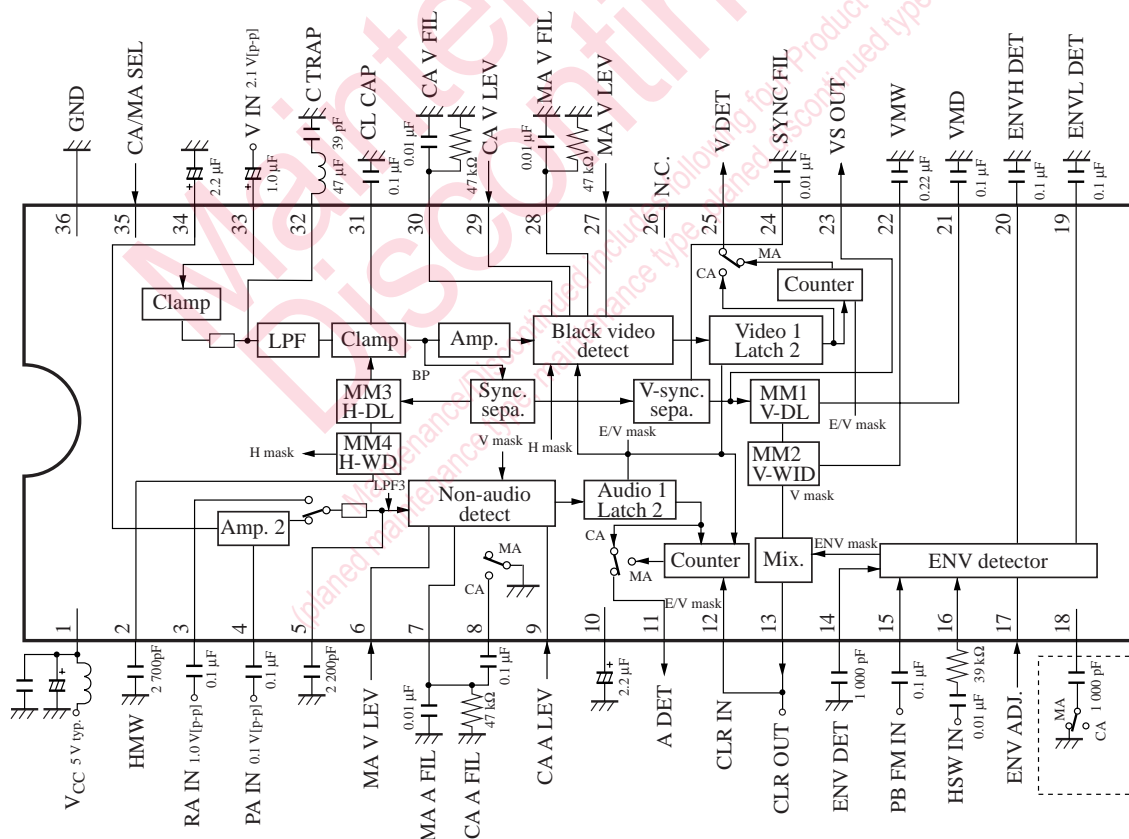 GND
CA/MA SEL
2.2 µF
V IN 2.1 V[p-p]
1.0 µF
C TRAP
39 pF
47 µF
CL CAP
0.1 µF
CA V FIL
0.01 µF
47 kΩ
CA V LEV
MA V FIL
0.01 µF
47 kΩ
MA V LEV
N.C.
V DET
SYNC FIL
0.01 µF
VS OUT
VMW
0.22 µF
VMD
0.1 µF
ENVH DET
0.1 µF
ENVL DET
0.1 µF
36
35
34
33
32
31
30
29
28
27
26
25
24
23
22
21
20
19
Clamp
LPF
Clamp
Amp.
Black video
detect
Video 1
Latch 2
Counter
CA
MA
BP
MM3
H-DL
Sync.
sepa.
V-sync.
sepa.
MM1
V-DL
E/V mask
H mask
MM4
H-WD
V mask
H mask
E/V mask
MM2
V-WID
V mask
LPF3
Amp. 2
Non-audio
detect
Audio 1
Latch 2
CA
MA
Counter
E/V mask
Mix.
ENV mask
ENV detector
MA
CA
1
2
3
4
5
6
7
8
9
10
11
12
13
14
15
16
17
18
VCC 5 V typ.
HMW
2 700pF
RA IN 1.0 V[p-p]
0.1 µF
PA IN 0.1 V[p-p]
0.1 µF
2 200pF
MA V LEV
MA A FIL
0.01 µF
CA A FIL
0.1 µF
47 kΩ
CA A LEV
2.2 µF
A DET
CLR IN
CLR OUT
ENV DET
1 000 pF
PB FM IN
0.1 µF
HSW IN
0.01 µF
39 kΩ
ENV ADJ.
1 000 pF
MA
CA